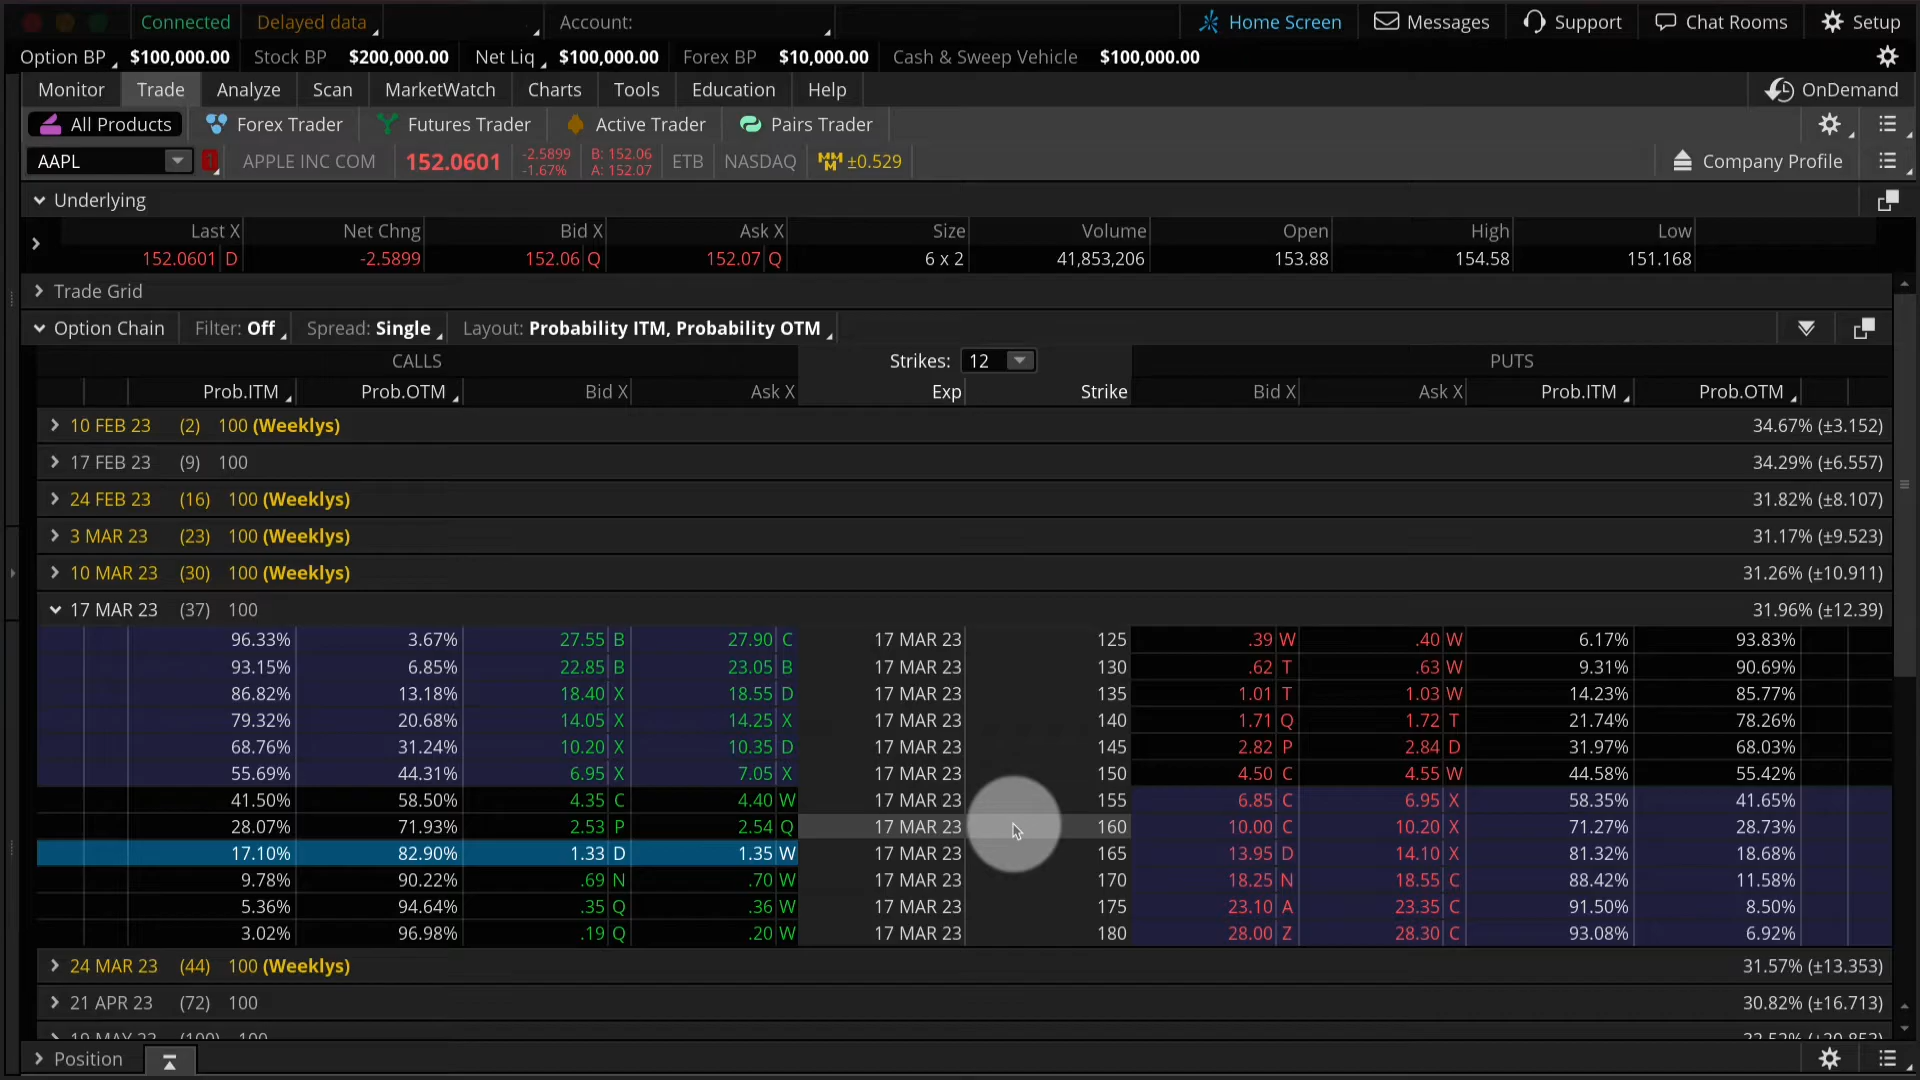 Connected Delayed data Account: Home Screen Messages Support Chat Rooms Setup
Option BP $100,000.00 Stock BP $200,000.00 Net Liq $100,000.00 Forex BP $10,000.00 Cash & Sweep Vehicle $100,000.00
Monitor Trade Analyze Scan MarketWatch Charts Tools Education Help OnDemand
All Products Forex Trader Futures Trader Active Trader Pairs Trader
AAPL 1 APPLE INC COM 152.0601 -2.5899 -1.67% B: 152.06 A: 152.07 ETB NASDAQ MMM ±0.529 Company Profile
Underlying
Last X Net Chng Bid X Ask X Size Volume Open High Low
152.0601 D -2.5899 152.06 Q 152.07 Q 6 x 2 41,853,206 153.88 154.58 151.168
Trade Grid
Option Chain Filter: Off Spread: Single Layout: Probability ITM, Probability OTM
CALLS Strikes: 12 PUTS
Prob.ITM Prob.OTM Bid X Ask X Exp Strike Bid X Ask X Prob.ITM Prob.OTM
10 FEB 23 (2) 100 (Weeklys) 34.67% (±3.152)
17 FEB 23 (9) 100 34.29% (±6.557)
24 FEB 23 (16) 100 (Weeklys) 31.82% (±8.107)
3 MAR 23 (23) 100 (Weeklys) 31.17% (±9.523)
10 MAR 23 (30) 100 (Weeklys) 31.26% (±10.911)
17 MAR 23 (37) 100 31.96% (±12.39)
96.33% 3.67% 27.55 B 27.90 C 17 MAR 23 125 .39 W .40 W 6.17% 93.83%
93.15% 6.85% 22.85 B 23.05 B 17 MAR 23 130 .62 T .63 W 9.31% 90.69%
86.82% 13.18% 18.40 X 18.55 D 17 MAR 23 135 1.01 T 1.03 W 14.23% 85.77%
79.32% 20.68% 14.05 X 14.25 X 17 MAR 23 140 1.71 Q 1.72 T 21.74% 78.26%
68.76% 31.24% 10.20 X 10.35 D 17 MAR 23 145 2.82 P 2.84 D 31.97% 68.03%
55.69% 44.31% 6.95 X 7.05 X 17 MAR 23 150 4.50 C 4.55 W 44.58% 55.42%
41.50% 58.50% 4.35 C 4.40 W 17 MAR 23 155 6.85 C 6.95 X 58.35% 41.65%
28.07% 71.93% 2.53 P 2.54 Q 17 MAR 23 160 10.00 C 10.20 X 71.27% 28.73%
17.10% 82.90% 1.33 D 1.35 W 17 MAR 23 165 13.95 D 14.10 X 81.32% 18.68%
9.78% 90.22% .69 N .70 W 17 MAR 23 170 18.25 N 18.55 C 88.42% 11.58%
5.36% 94.64% .35 Q .36 W 17 MAR 23 175 23.10 A 23.35 C 91.50% 8.50%
3.02% 96.98% .19 Q .20 W 17 MAR 23 180 28.00 Z 28.30 C 93.08% 6.92%
24 MAR 23 (44) 100 (Weeklys) 31.57% (±13.353)
21 APR 23 (72) 100 30.82% (±16.713)
19 MAY 23 (100) 100
Position